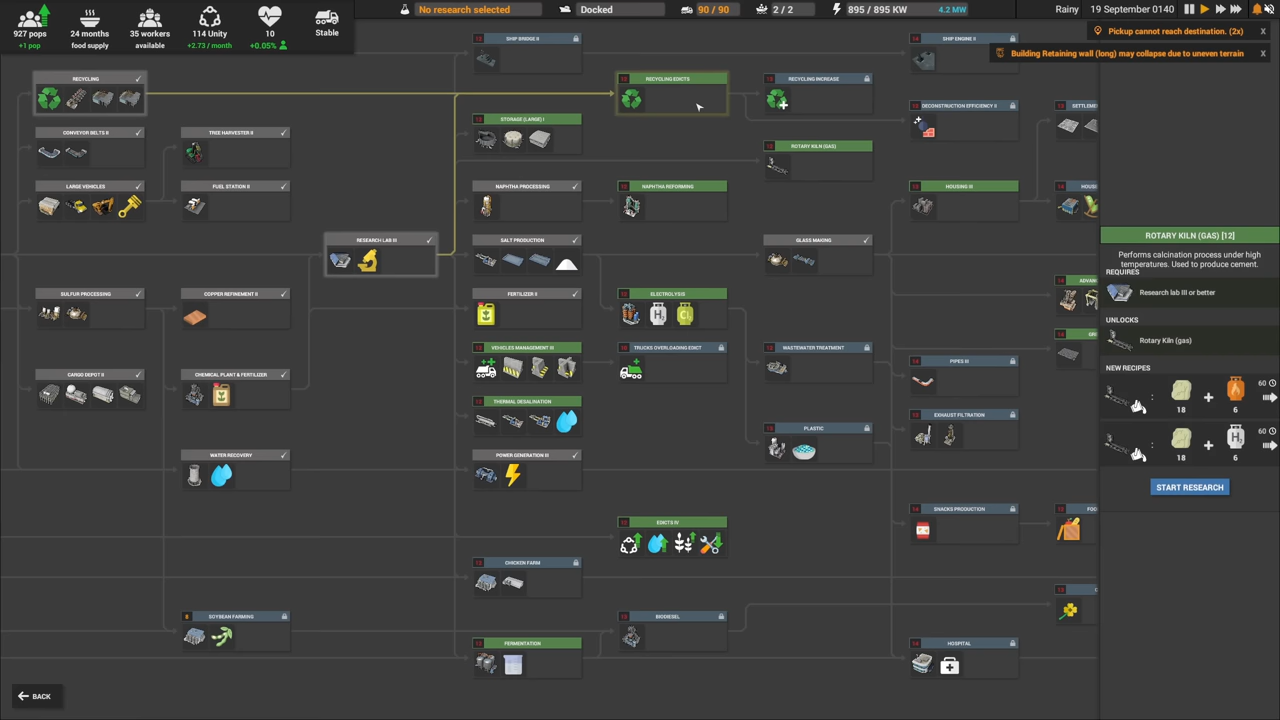 927 pops
+1 pop
24 months
food supply
35 workers
available
114 Unity
+2.73 / month
10
+0.05%
Stable
No research selected
Docked
90 / 90
2 / 2
895 / 895 KW
4.2 MW
Rainy
19 September 0140
Pickup cannot reach destination. (2x)
X
Building Retaining wall (long) may collapse due to uneven terrain
X
SHIP BRIDGE II
SHIP ENGINE II
RECYCLING
RECYCLING EDICTS
RECYCLING INCREASE
DECONSTRUCTION EFFICIENCY II
CONVEYOR BELTS II
TREE HARVESTER II
STORAGE (LARGE) I
ROTARY KILN (GAS)
LARGE VEHICLES
FUEL STATION II
NAPHTHA PROCESSING
NAPHTHA REFORMING
HOUSING III
RESEARCH LAB III
SALT PRODUCTION
GLASS MAKING
SULFUR PROCESSING
COPPER REFINEMENT II
FERTILIZER II
ELECTROLYSIS
VEHICLES MANAGEMENT III
TRUCKS OVERLOADING EDICT
WASTEWATER TREATMENT
PIPES III
CARGO DEPOT II
CHEMICAL PLANT & FERTILIZER
THERMAL DESALINATION
EXHAUST FILTRATION
PLASTIC
WATER RECOVERY
POWER GENERATION III
SNACKS PRODUCTION
EDICTS IV
CHICKEN FARM
SOYBEAN FARMING
BIODIESEL
FERMENTATION
HOSPITAL
ROTARY KILN (GAS) [12]
Performs calcination process under high
temperatures. Used to produce cement.
REQUIRES
Research lab III or better
UNLOCKS
Rotary Kiln (gas)
NEW RECIPES
: 18 + 6 60
: 18 + 6 60
START RESEARCH
BACK